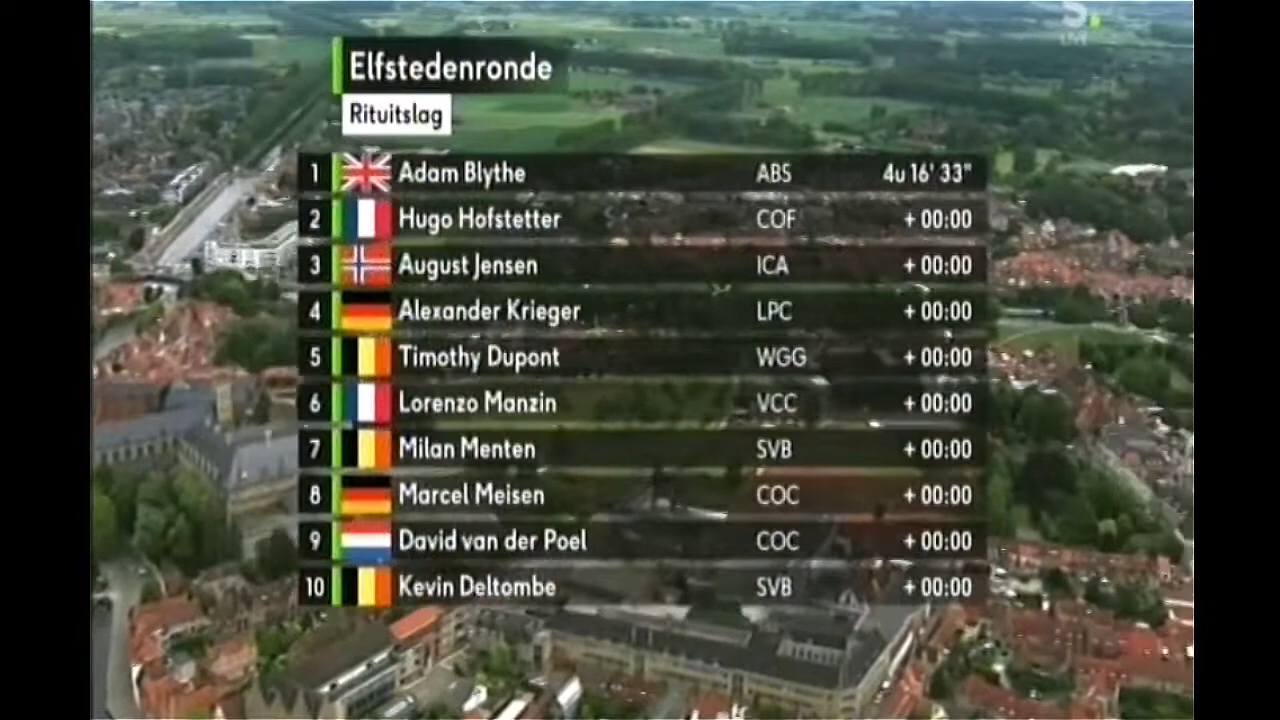 S.
LIVE
Elfstedenronde
Rituitslag
1 Adam Blythe ABS 4u 16' 33"
2 Hugo Hofstetter COF + 00:00
3 August Jensen ICA + 00:00
4 Alexander Krieger LPC + 00:00
5 Timothy Dupont WGG + 00:00
6 Lorenzo Manzin VCC + 00:00
7 Milan Menten SVB + 00:00
8 Marcel Meisen COC + 00:00
9 David van der Poel COC + 00:00
10 Kevin Deltombe SVB + 00:00